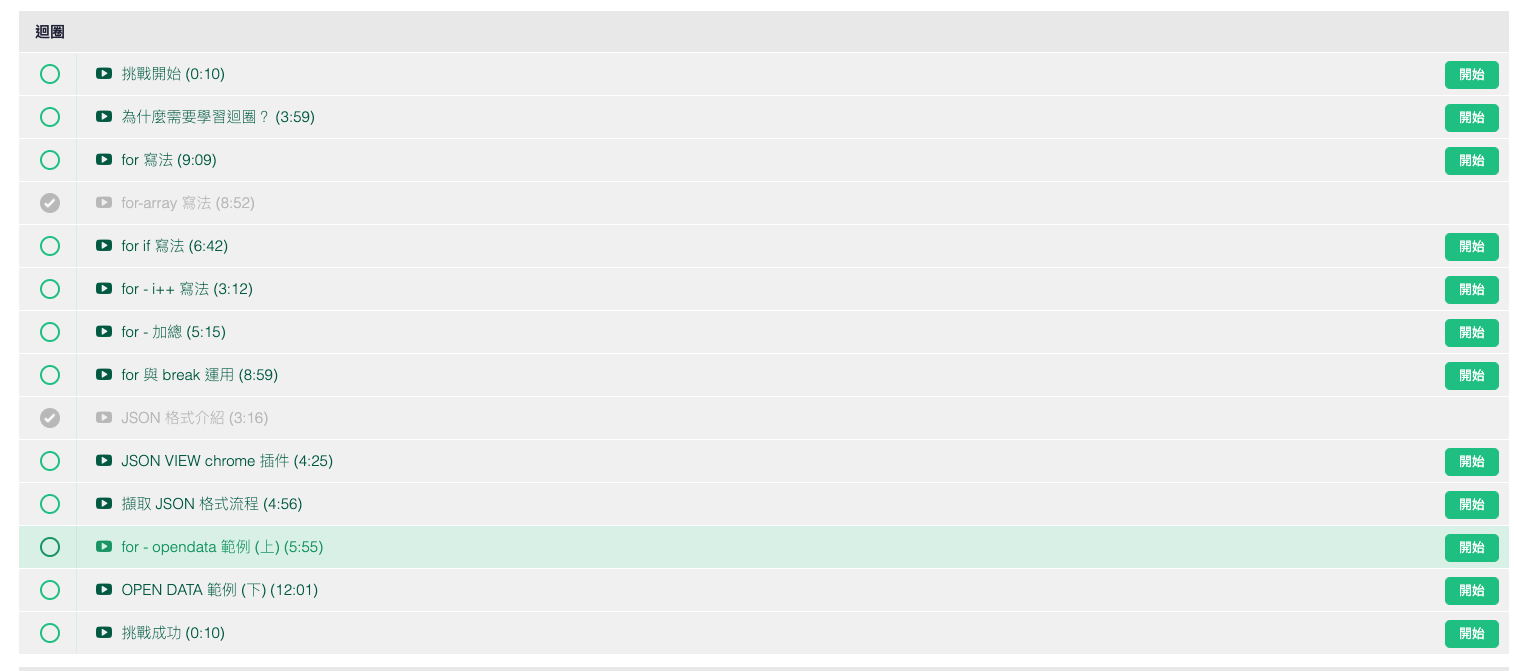 迴圈
挑戰開始 (0:10) 開始
為什麼需要學習迴圈？ (3:59) 開始
for 寫法 (9:09) 開始
for-array 寫法 (8:52)
for if 寫法 (6:42) 開始
for - i++ 寫法 (3:12) 開始
for - 加總 (5:15) 開始
for 與 break 運用 (8:59) 開始
JSON 格式介紹 (3:16)
JSON VIEW chrome 插件 (4:25) 開始
擷取 JSON 格式流程 (4:56) 開始
for - opendata 範例 (上) (5:55) 開始
OPEN DATA 範例 (下) (12:01) 開始
挑戰成功 (0:10) 開始